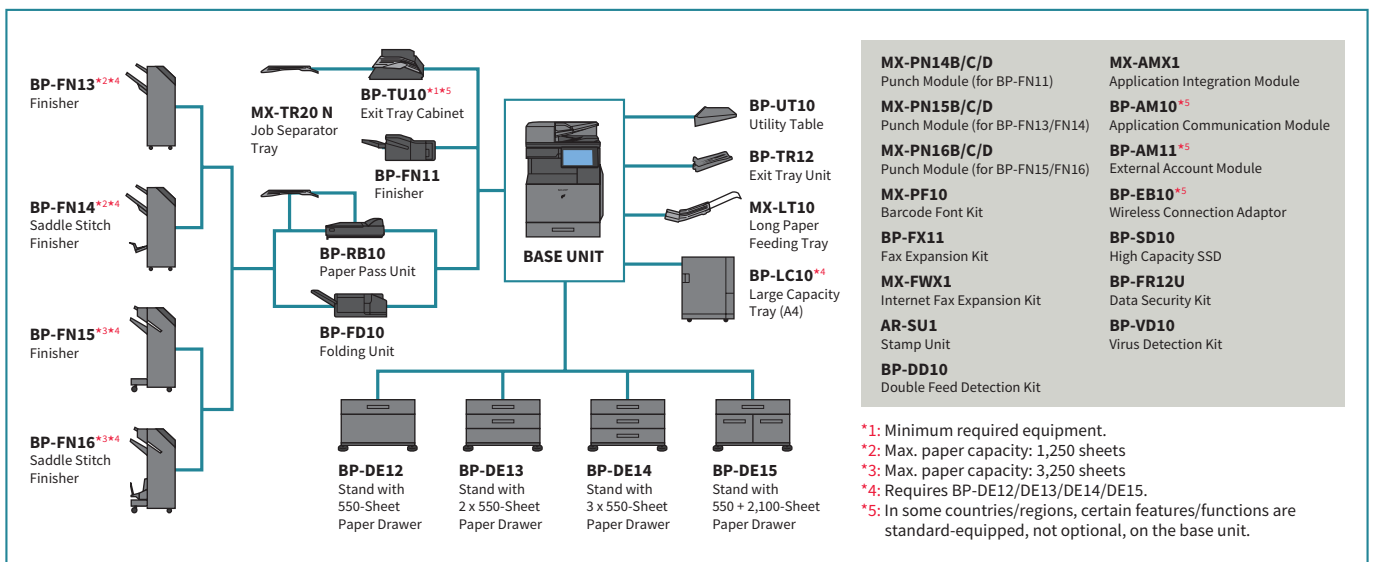 BP-FN13*2*4
Finisher
BP-FN14*2*4
Saddle Stitch
Finisher
BP-FN15*3*4
Finisher
BP-FN16*3*4
Saddle Stitch
Finisher
MX-TR20 N
Job Separator
Tray
BP-TU10*1*5
Exit Tray Cabinet
BP-FN11
Finisher
BP-RB10
Paper Pass Unit
BP-FD10
Folding Unit
BASE UNIT
BP-UT10
Utility Table
BP-TR12
Exit Tray Unit
MX-LT10
Long Paper
Feeding Tray
BP-LC10*4
Large Capacity
Tray (A4)
BP-DE12
Stand with
550-Sheet
Paper Drawer
BP-DE13
Stand with
2 x 550-Sheet
Paper Drawer
BP-DE14
Stand with
3 x 550-Sheet
Paper Drawer
BP-DE15
Stand with
550 + 2,100-Sheet
Paper Drawer
MX-PN14B/C/D
Punch Module (for BP-FN11)
MX-PN15B/C/D
Punch Module (for BP-FN13/FN14)
MX-PN16B/C/D
Punch Module (for BP-FN15/FN16)
MX-PF10
Barcode Font Kit
BP-FX11
Fax Expansion Kit
MX-FWX1
Internet Fax Expansion Kit
AR-SU1
Stamp Unit
BP-DD10
Double Feed Detection Kit
MX-AMX1
Application Integration Module
BP-AM10*5
Application Communication Module
BP-AM11*5
External Account Module
BP-EB10*5
Wireless Connection Adaptor
BP-SD10
High Capacity SSD
BP-FR12U
Data Security Kit
BP-VD10
Virus Detection Kit
*1: Minimum required equipment.
*2: Max. paper capacity: 1,250 sheets
*3: Max. paper capacity: 3,250 sheets
*4: Requires BP-DE12/DE13/DE14/DE15.
*5: In some countries/regions, certain features/functions are
standard-equipped, not optional, on the base unit.